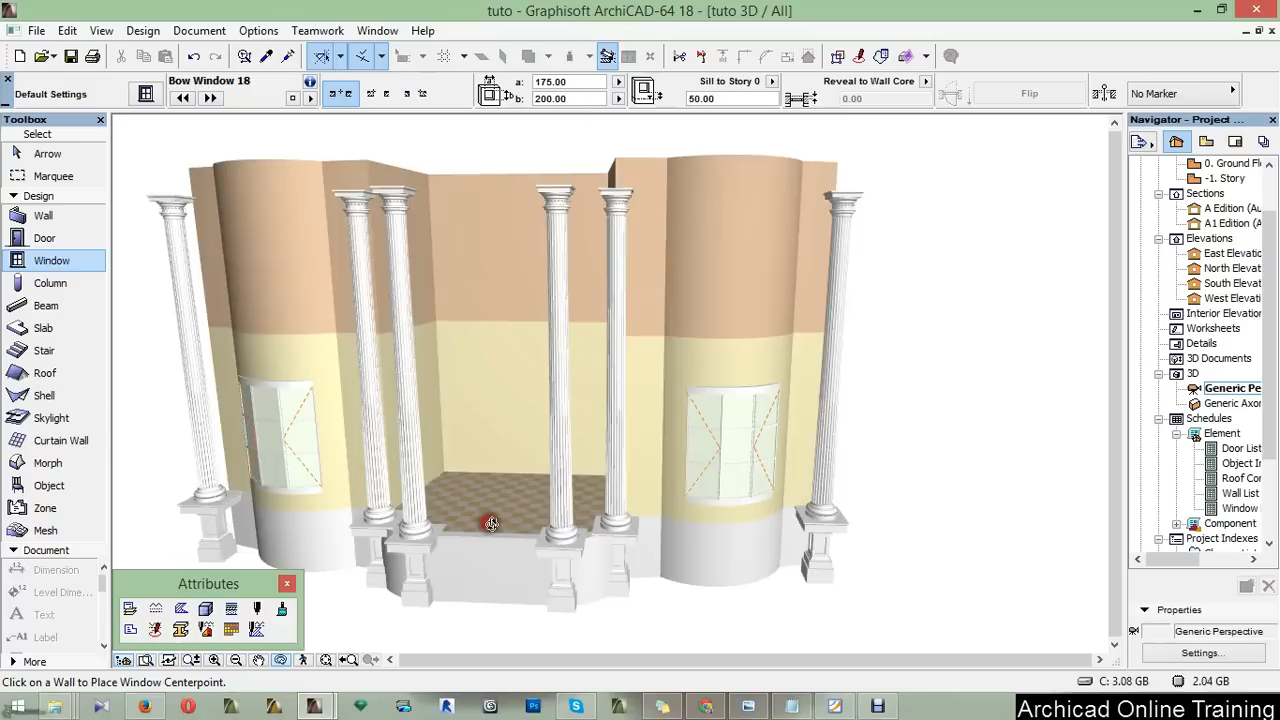 tuto - Graphisoft ArchiCAD-64 18 - [tuto 3D / All]
File Edit View Design Document Options Teamwork Window Help
Bow Window 18
Default Settings
a: 175.00
b: 200.00
Sill to Story 0
50.00
Reveal to Wall Core
0.00
Flip
No Marker
Toolbox
Select
Arrow
Marquee
Design
Wall
Door
Window
Column
Beam
Slab
Stair
Roof
Shell
Skylight
Curtain Wall
Morph
Object
Zone
Mesh
Document
Dimension
Level Dime...
Text
Label
More
Attributes
Navigator - Project ...
0. Ground Fl
-1. Story
Sections
A Edition (Au
A1 Edition (A
Elevations
East Elevatio
North Elevat
South Elevat
West Elevati
Interior Elevation
Worksheets
Details
3D Documents
3D
Generic Pe
Generic Axon
Schedules
Element
Door List
Object In
Roof Con
Wall List
Window
Component
Project Indexes
Properties
Generic Perspective
Settings...
Click on a Wall to Place Window Centerpoint.
C: 3.08 GB
2.04 GB
Archicad Online Training